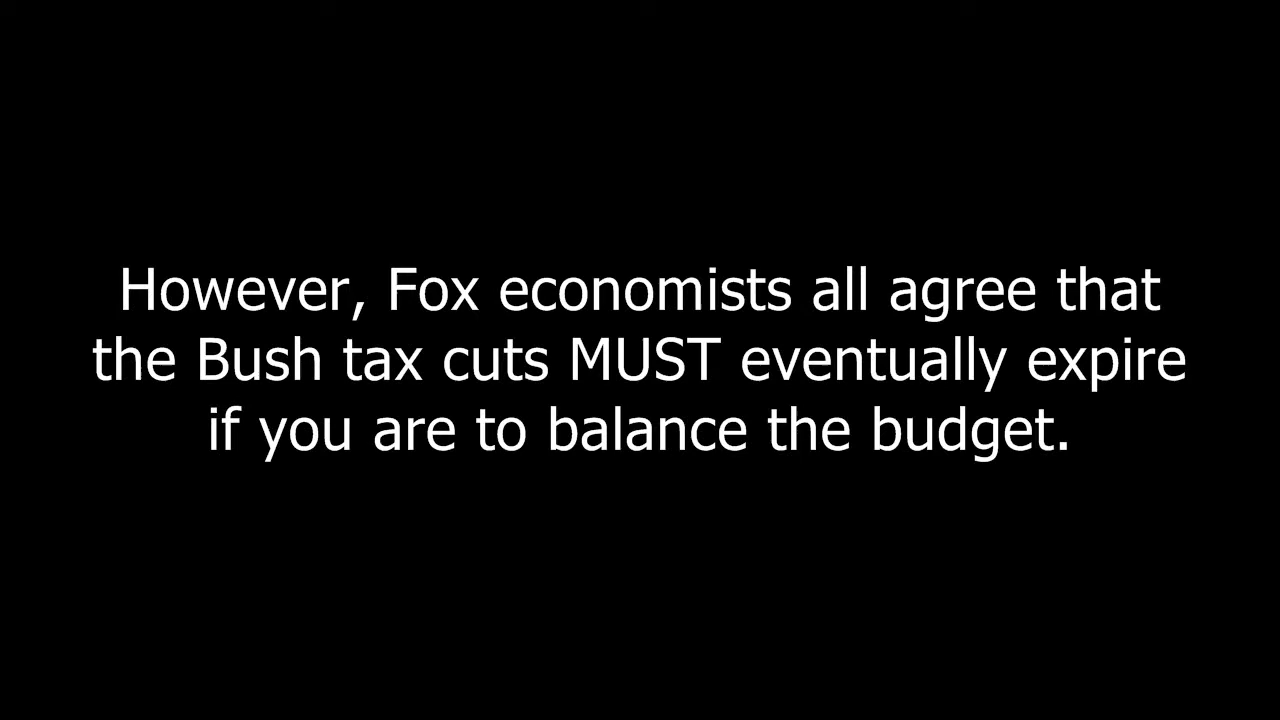 However, Fox economists all agree that
the Bush tax cuts MUST eventually expire
if you are to balance the budget.